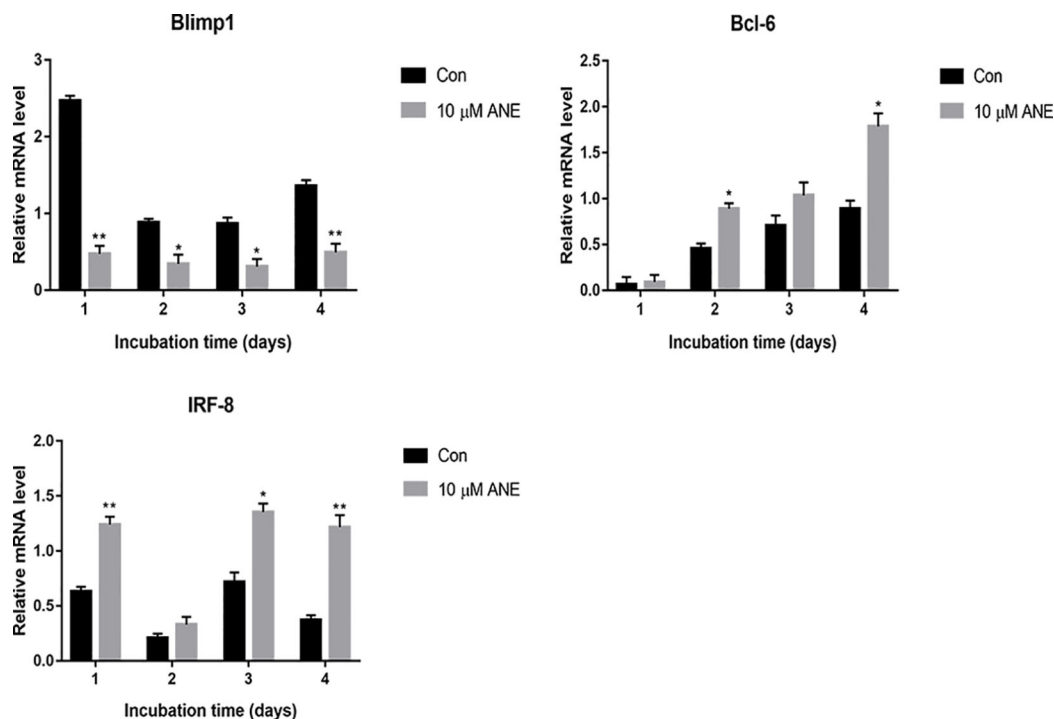 Blimp1
Relative mRNA level
3
2
1
0
**
*
*
**
1 2 3 4
Incubation time (days)
Con
10 μM ANE
Bcl-6
Relative mRNA level
2.5
2.0
1.5
1.0
0.5
0.0
*
*
1 2 3 4
Incubation time (days)
Con
10 μM ANE
IRF-8
Relative mRNA level
2.0
1.5
1.0
0.5
0.0
**
*
**
1 2 3 4
Incubation time (days)
Con
10 μM ANE